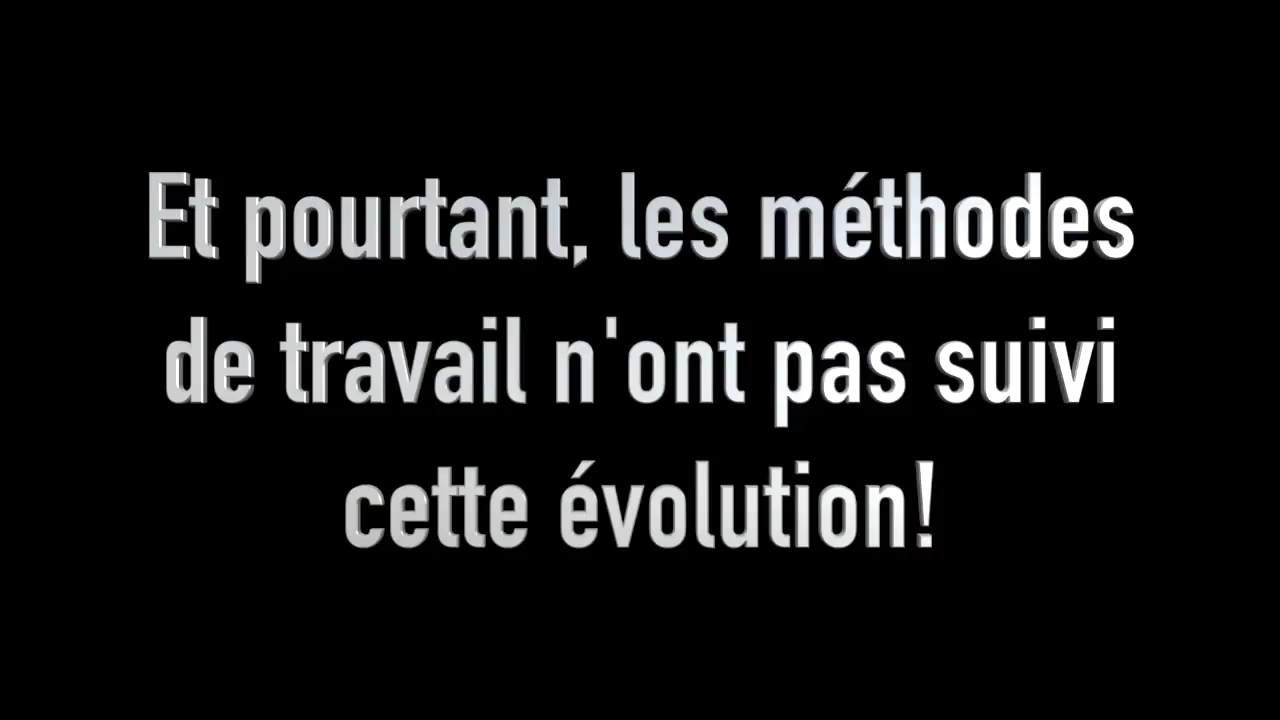 Et pourtant, les méthodes
de travail n'ont pas suivi
cette évolution!